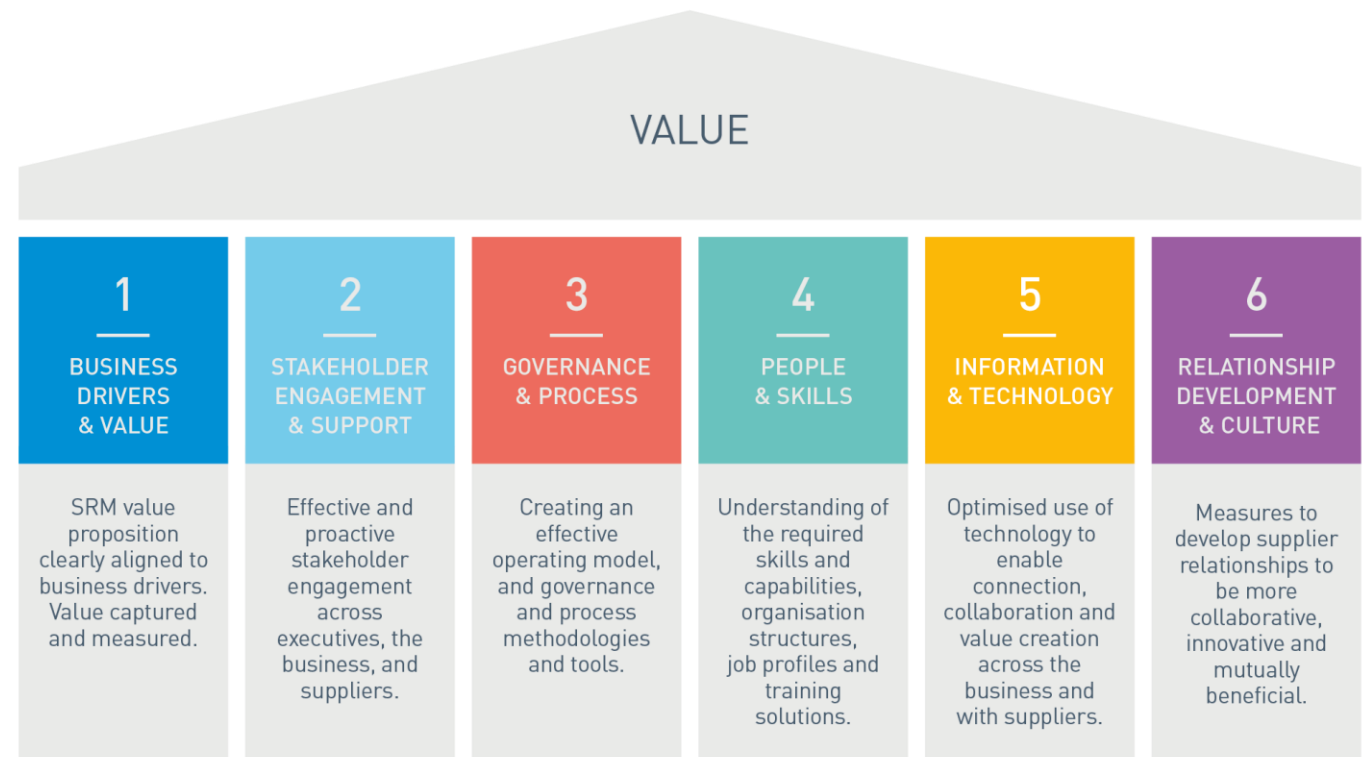 VALUE
1
BUSINESS
DRIVERS
& VALUE
SRM value
proposition
clearly aligned to
business drivers.
Value captured
and measured.
2
STAKEHOLDER
ENGAGEMENT
& SUPPORT
Effective and
proactive
stakeholder
engagement
across
executives, the
business, and
suppliers.
3
GOVERNANCE
& PROCESS
Creating an
effective
operating model,
and governance
and process
methodologies
and tools.
4
PEOPLE
& SKILLS
Understanding of
the required
skills and
capabilities,
organisation
structures,
job profiles and
training
solutions.
5
INFORMATION
& TECHNOLOGY
Optimised use of
technology to
enable
connection,
collaboration and
value creation
across the
business and
with suppliers.
6
RELATIONSHIP
DEVELOPMENT
& CULTURE
Measures to
develop supplier
relationships to
be more
collaborative,
innovative and
mutually
beneficial.